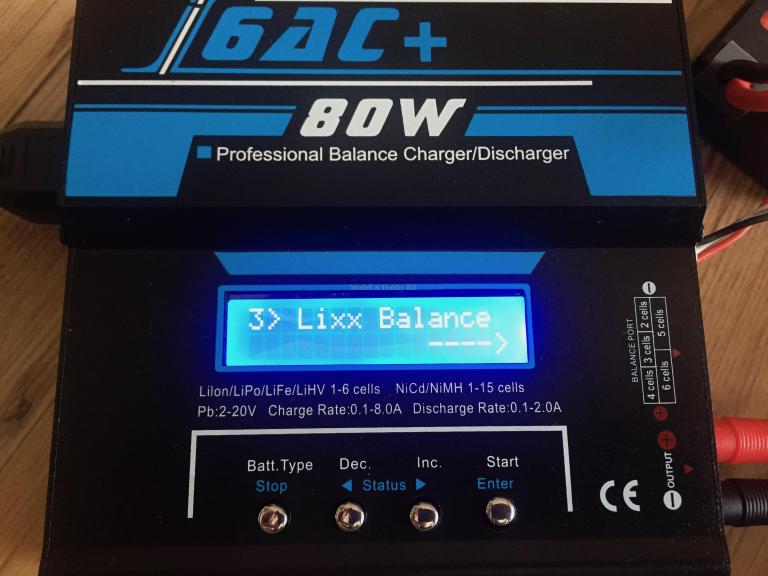 6AC+
80W
Professional Balance Charger/Discharger
Modell & Hobby Kft
3> Lixx Balance
---->
LiIon/LiPo/LiFe/LiHV 1-6 cells NiCd/NiMH 1-15 cells
Pb:2-20V Charge Rate:0.1-8.0A Discharge Rate:0.1-2.0A
Batt.Type Dec. Inc. Start
Stop ◀ Status ▶ Enter
BALANCE PORT
4 cells 3 cells 2 cells
6 cells 5 cells
OUTPUT
CE